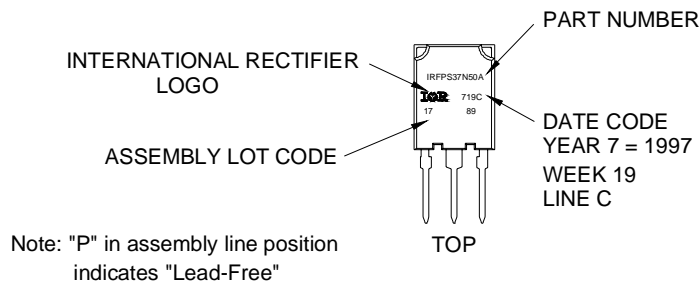 PART NUMBER
INTERNATIONAL RECTIFIER
LOGO
IRFPS37N50A
IOR 719C
17 89
ASSEMBLY LOT CODE
DATE CODE
YEAR 7 = 1997
WEEK 19
LINE C
TOP
Note: "P" in assembly line position
indicates "Lead-Free"